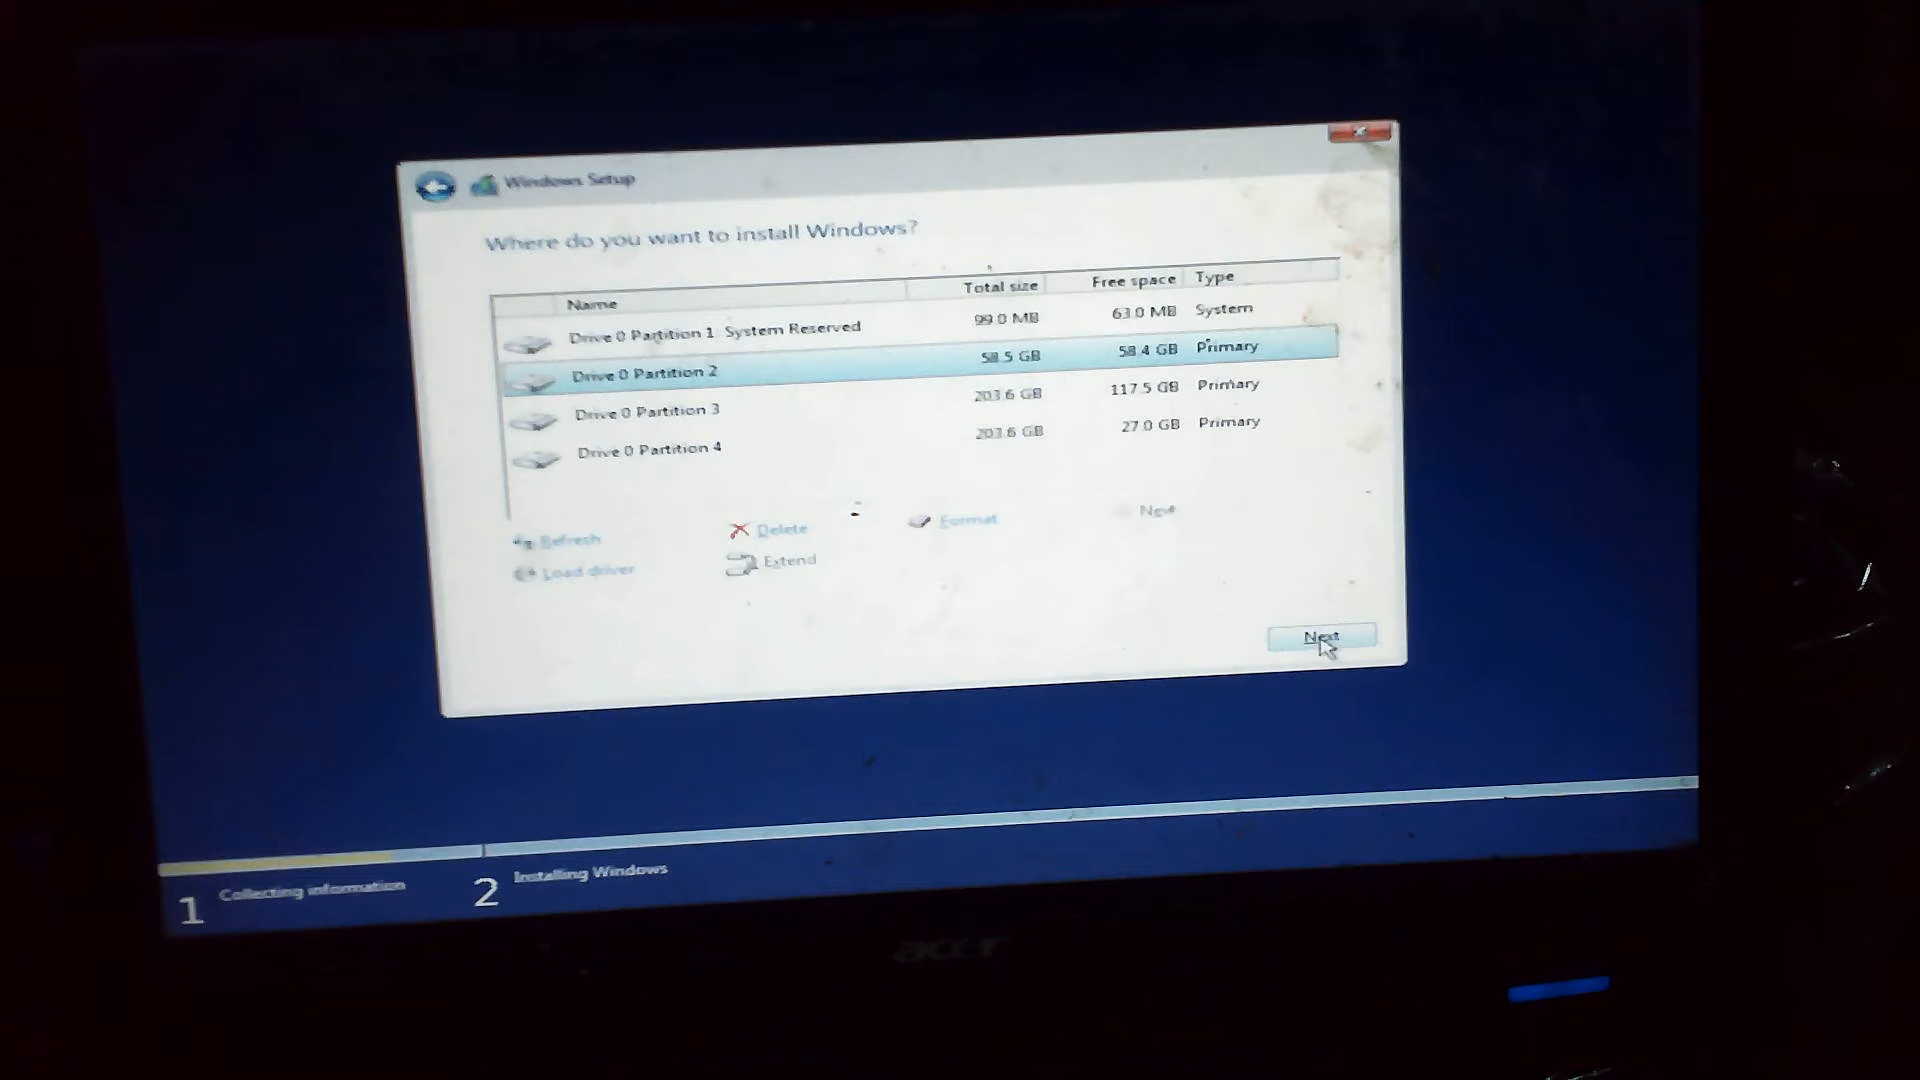 Windows Setup
Where do you want to install Windows?
Name Total size Free space Type
Drive 0 Partition 1: System Reserved 99.0 MB 63.0 MB System
Drive 0 Partition 2 58.5 GB 58.4 GB Primary
Drive 0 Partition 3 203.6 GB 117.5 GB Primary
Drive 0 Partition 4 203.6 GB 27.0 GB Primary
Refresh Delete Format New
Load driver Extend
Next
1 Collecting information 2 Installing Windows
acer